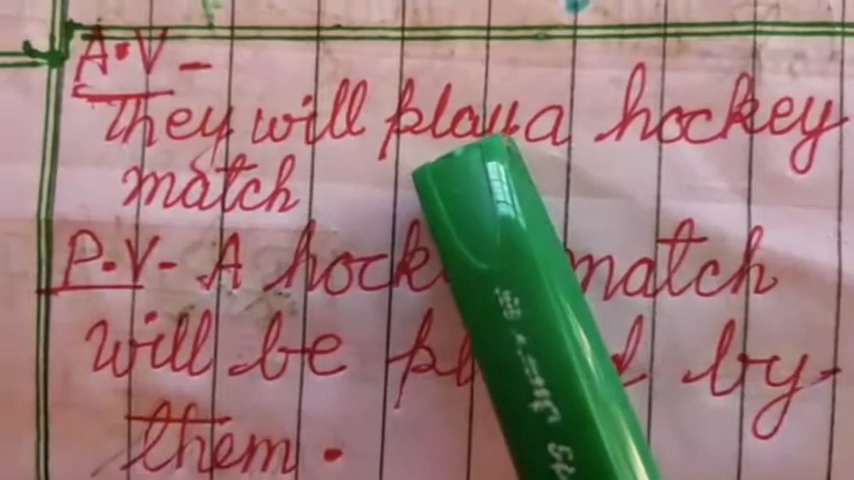 A.V -
They will play a hockey
match
P.V- A match
will be by-
them.